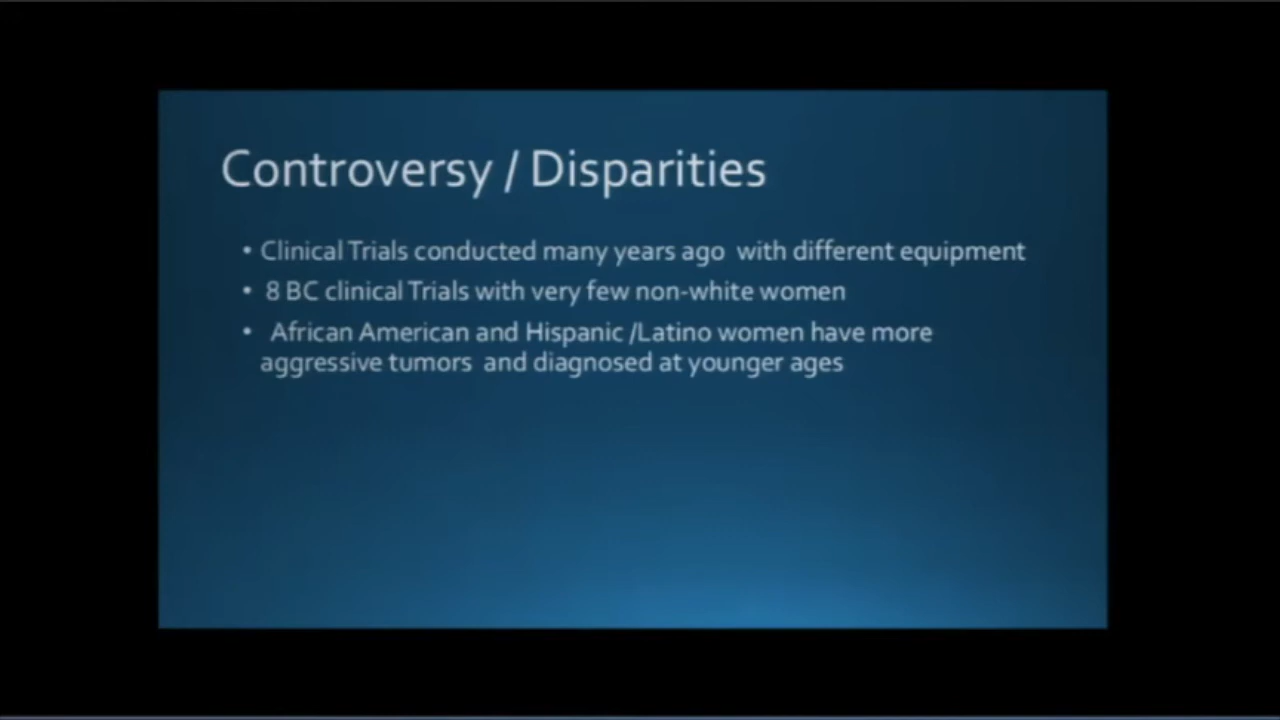 Controversy / Disparities
• Clinical Trials conducted many years ago with different equipment
• 8 BC clinical Trials with very few non-white women
• African American and Hispanic /Latino women have more
aggressive tumors and diagnosed at younger ages